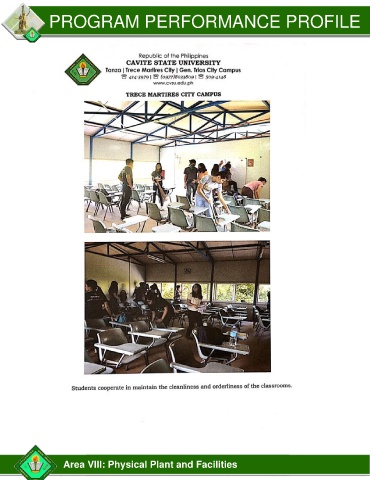 PROGRAM PERFORMANCE PROFILE
Republic of the Philippines
CAVITE STATE UNIVERSITY
Tanza | Trece Martires City | Gen. Trias City Campus
www.cvsu.edu.ph
TRECE MARTIRES CITY CAMPUS
Students cooperate in maintain the cleanliness and orderliness of the classrooms.
Area VIII: Physical Plant and Facilities